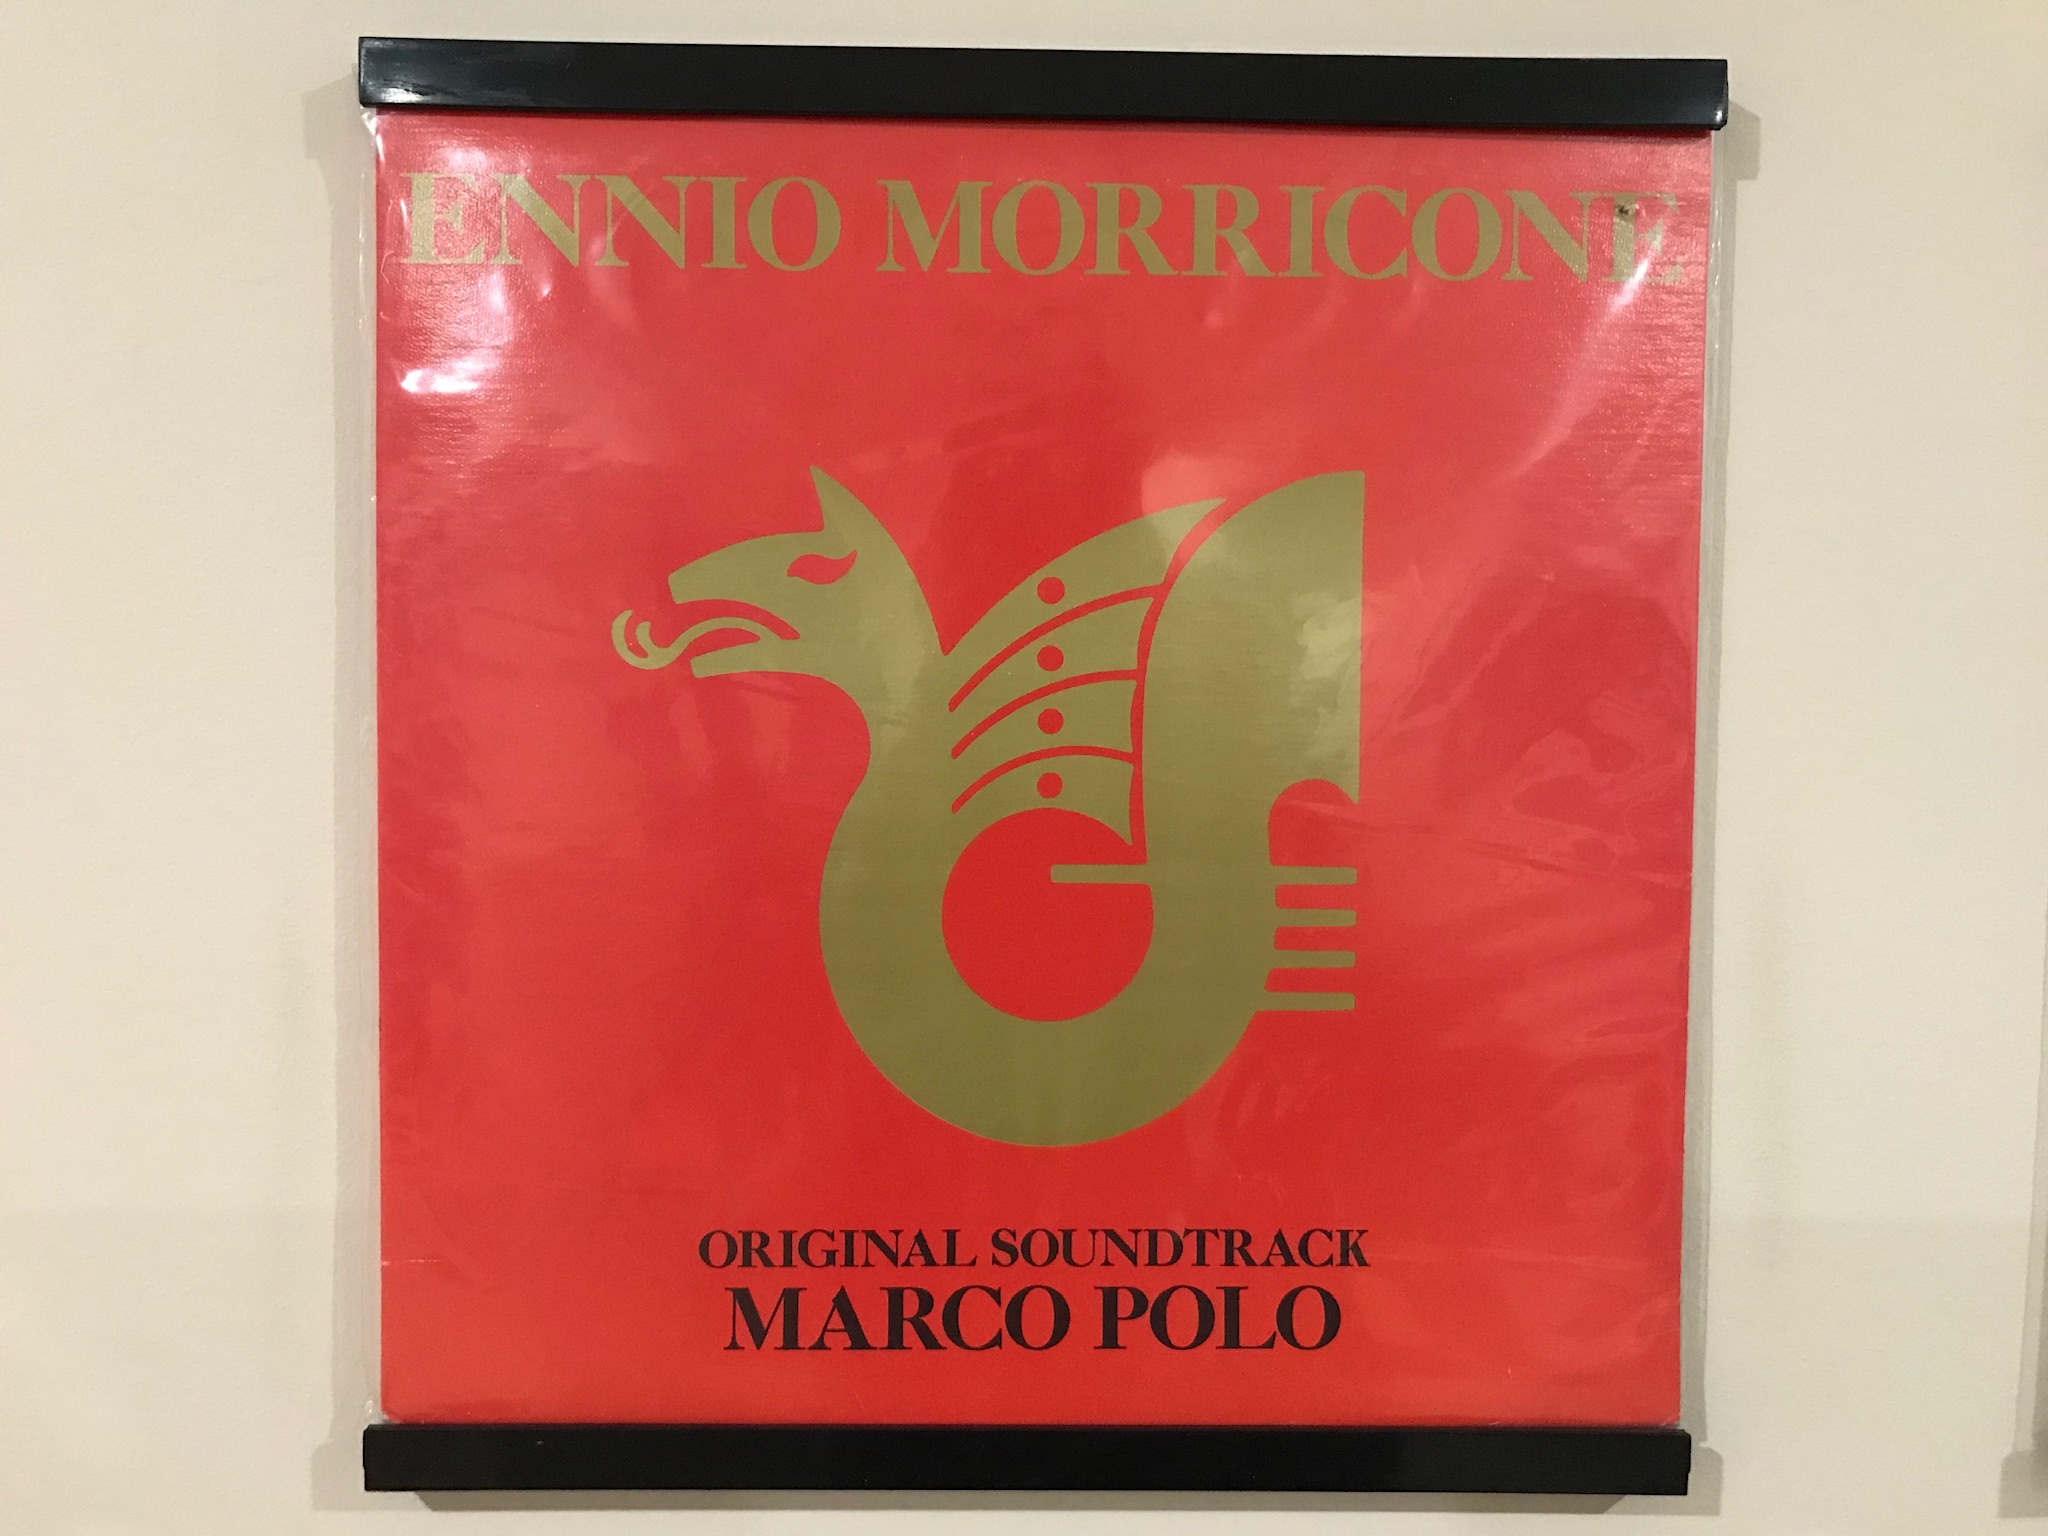 ENNIO MORRICONE
ORIGINAL SOUNDTRACK
MARCO POLO